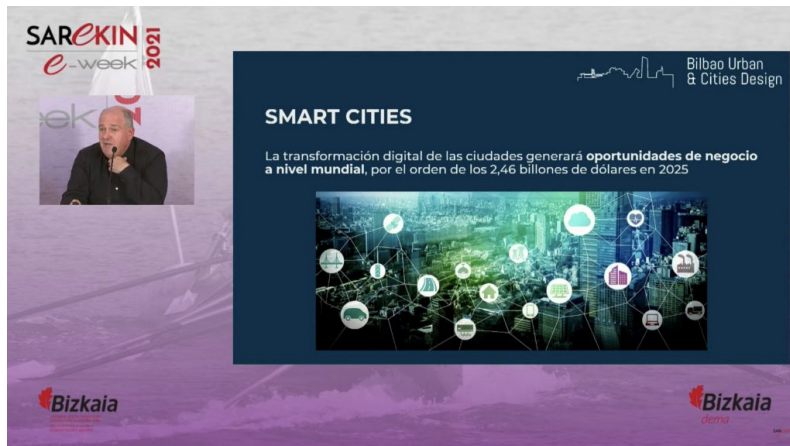 SAREKIN
e-week
2021
Bilbao Urban
& Cities Design
SMART CITIES
La transformación digital de las ciudades generará oportunidades de negocio
a nivel mundial, por el orden de los 2,46 billones de dólares en 2025
Bizkaia
Bizkaia
dema